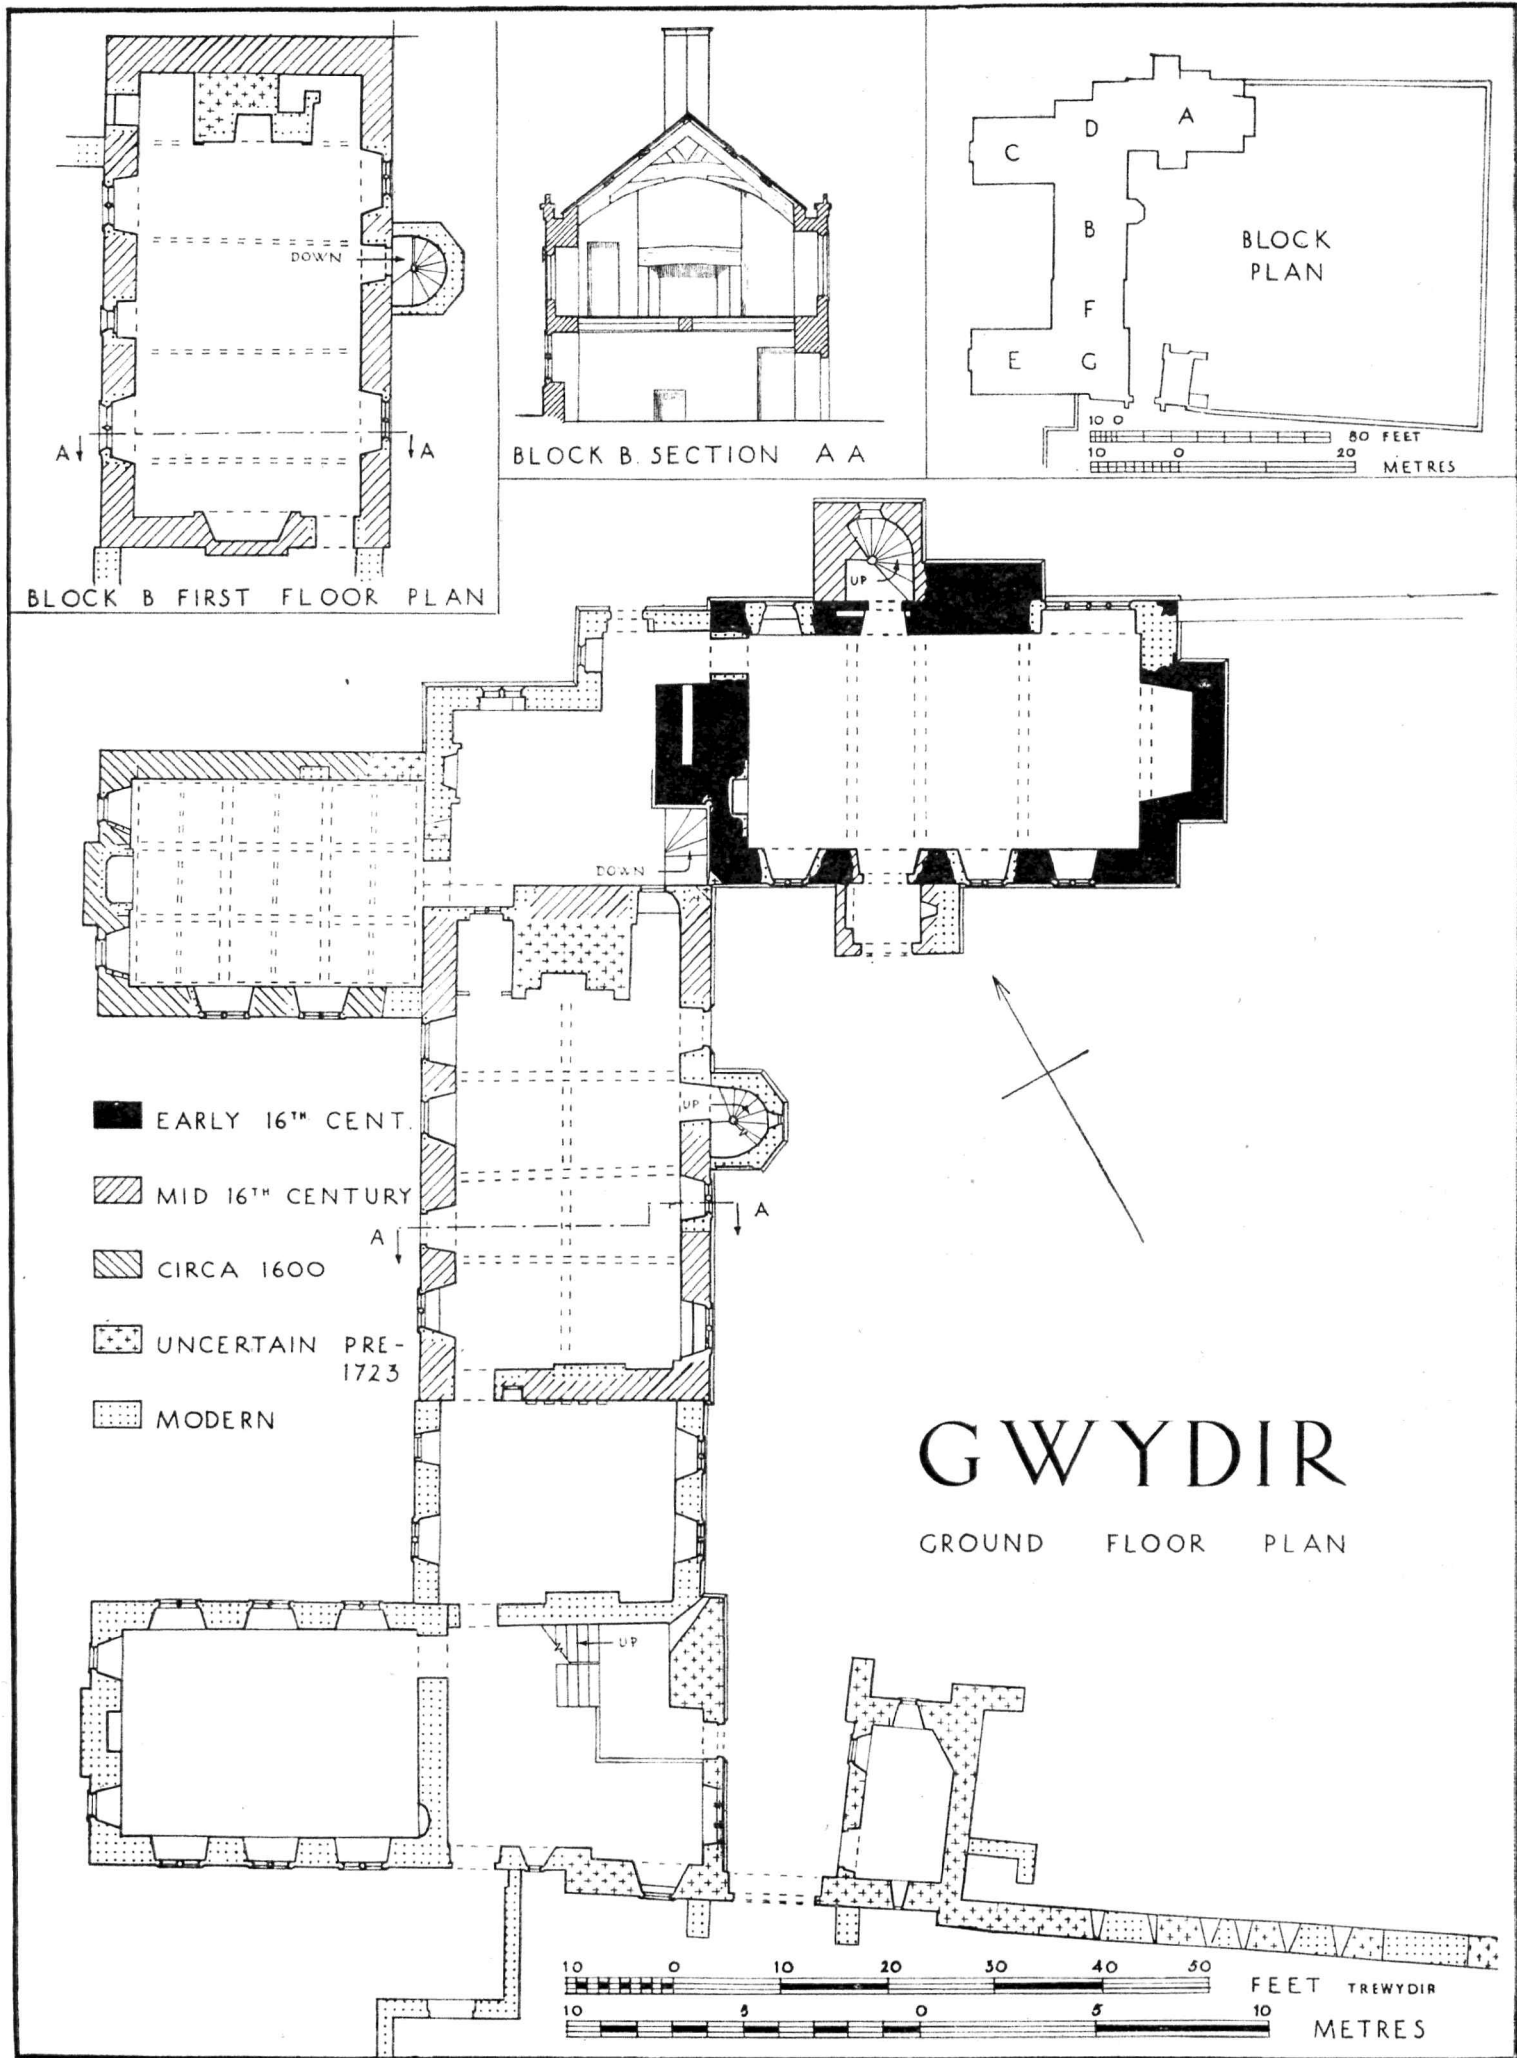 DOWN
A
A
BLOCK B FIRST FLOOR PLAN
BLOCK B. SECTION A A
A
D
C
B
F
E
G
BLOCK
PLAN
10 0
80 FEET
10 0 20
METRES
UP
DOWN
UP
A
A
EARLY 16TH CENT.
MID 16TH CENTURY
CIRCA 1600
UNCERTAIN PRE-
1723
MODERN
GWYDIR
GROUND FLOOR PLAN
UP
10 0 10 20 30 40 50
FEET TREWYDIR
10 5 0 5 10
METRES